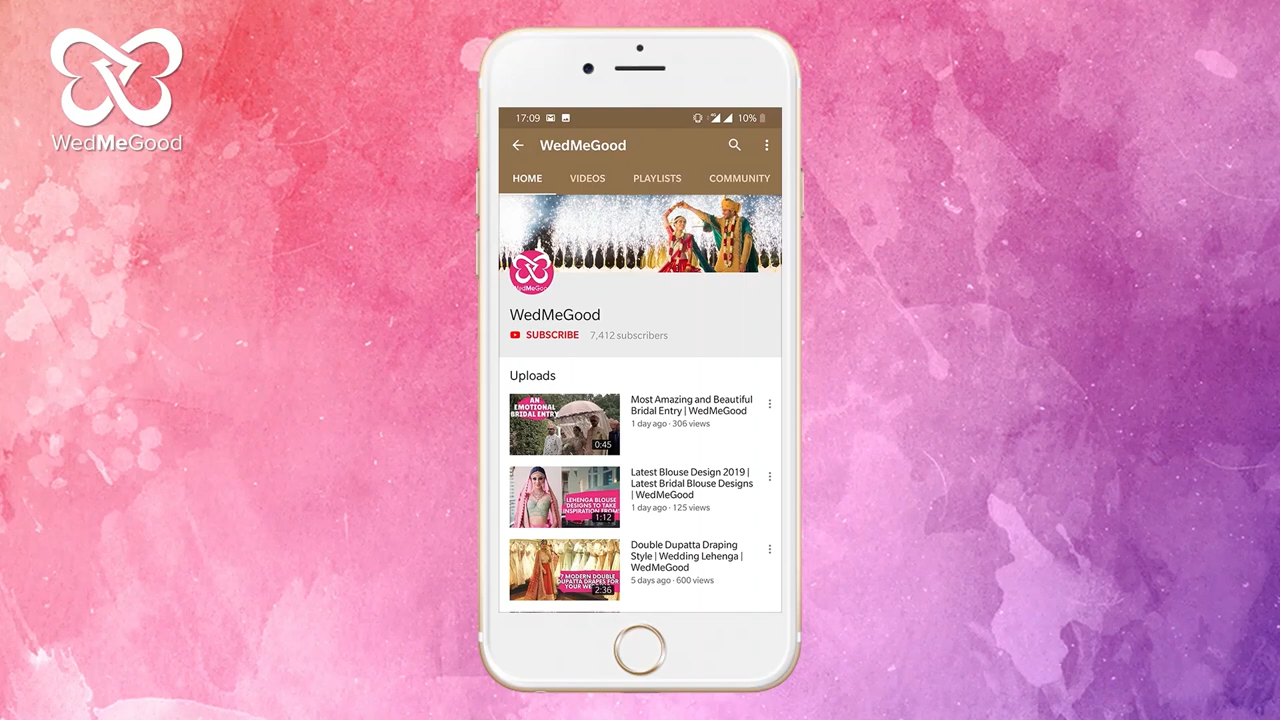 WedMeGood
17:09 10%
WedMeGood
HOME VIDEOS PLAYLISTS COMMUNITY
WedMeGood
WedMeGood
SUBSCRIBE 7,412 subscribers
Uploads
AN
EMOTIONAL
BRIDAL ENTRY
0:45
Most Amazing and Beautiful
Bridal Entry | WedMeGood
1 day ago · 306 views
LEHENGA BLOUSE
DESIGNS TO TAKE
INSPIRATION FROM!
1:12
Latest Blouse Design 2019 |
Latest Bridal Blouse Designs
| WedMeGood
1 day ago · 125 views
7 MODERN DOUBLE
DUPATTA DRAPES FOR
YOUR
2:36
Double Dupatta Draping
Style | Wedding Lehenga |
WedMeGood
5 days ago · 600 views